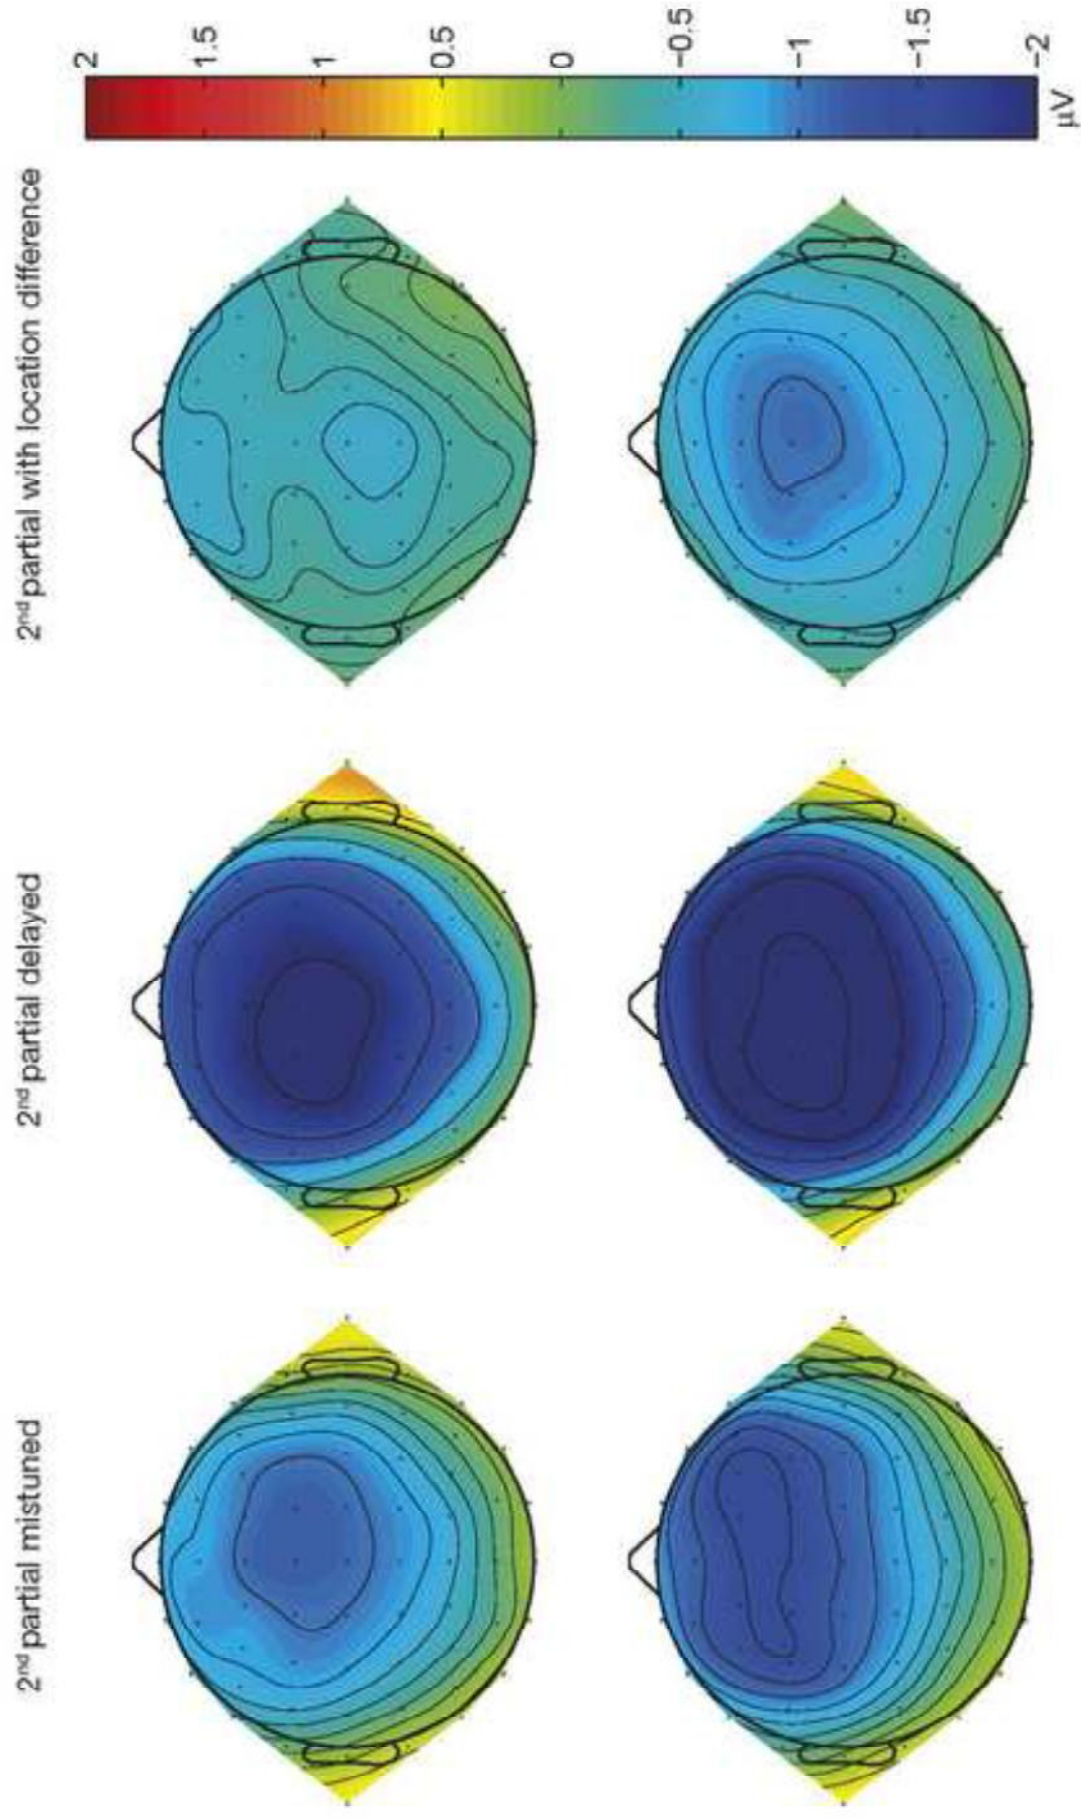 2nd partial mistuned
2nd partial delayed
2nd partial with location difference
2
1.5
1
0.5
0
−0.5
−1
−1.5
−2
µV